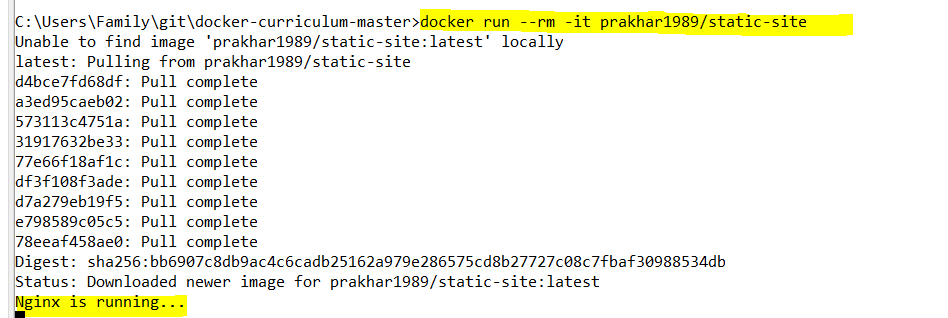 C:\Users\Family\git\docker-curriculum-master>docker run --rm -it prakhar1989/static-site
Unable to find image 'prakhar1989/static-site:latest' locally
latest: Pulling from prakhar1989/static-site
d4bce7fd68df: Pull complete
a3ed95caeb02: Pull complete
573113c4751a: Pull complete
31917632be33: Pull complete
77e66f18af1c: Pull complete
df3f108f3ade: Pull complete
d7a279eb19f5: Pull complete
e798589c05c5: Pull complete
78eeaf458ae0: Pull complete
Digest: sha256:bb6907c8db9ac4c6cadb25162a979e286575cd8b27727c08c7fbaf30988534db
Status: Downloaded newer image for prakhar1989/static-site:latest
Nginx is running...